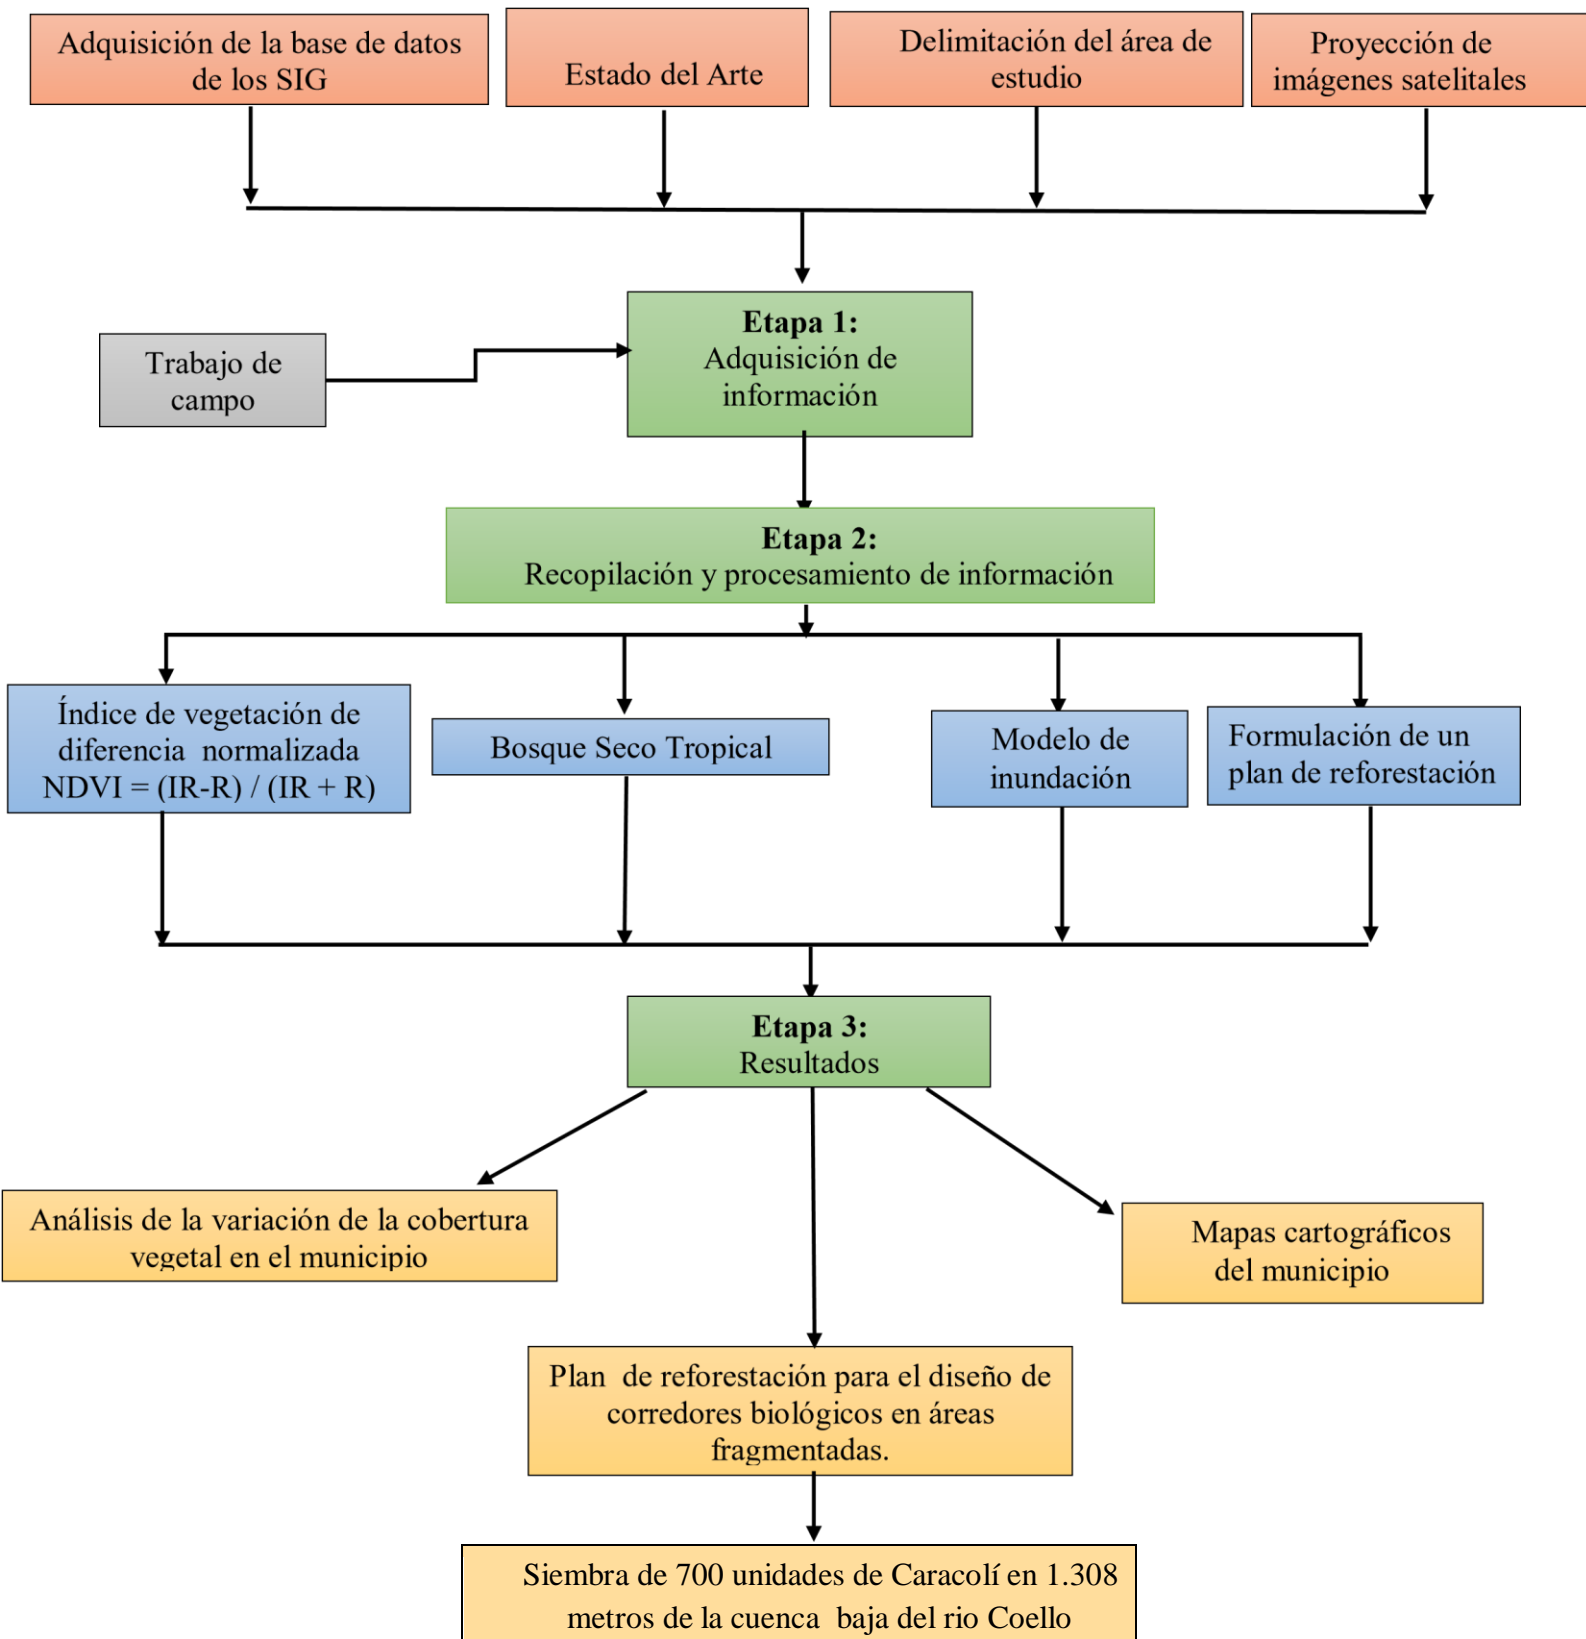 Adquisición de la base de datos
de los SIG
Estado del Arte
Delimitación del área de
estudio
Proyección de
imágenes satelitales
Etapa 1:
Adquisición de
información
Trabajo de
campo
Etapa 2:
Recopilación y procesamiento de información
Índice de vegetación de
diferencia normalizada
NDVI = (IR-R) / (IR + R)
Bosque Seco Tropical
Modelo de
inundación
Formulación de un
plan de reforestación
Etapa 3:
Resultados
Análisis de la variación de la cobertura
vegetal en el municipio
Mapas cartográficos
del municipio
Plan de reforestación para el diseño de
corredores biológicos en áreas
fragmentadas.
Siembra de 700 unidades de Caracolí en 1.308
metros de la cuenca baja del rio Coello